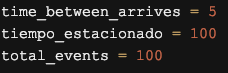 time_between_arrives = 5
tiempo_estacionado = 100
total_events = 100